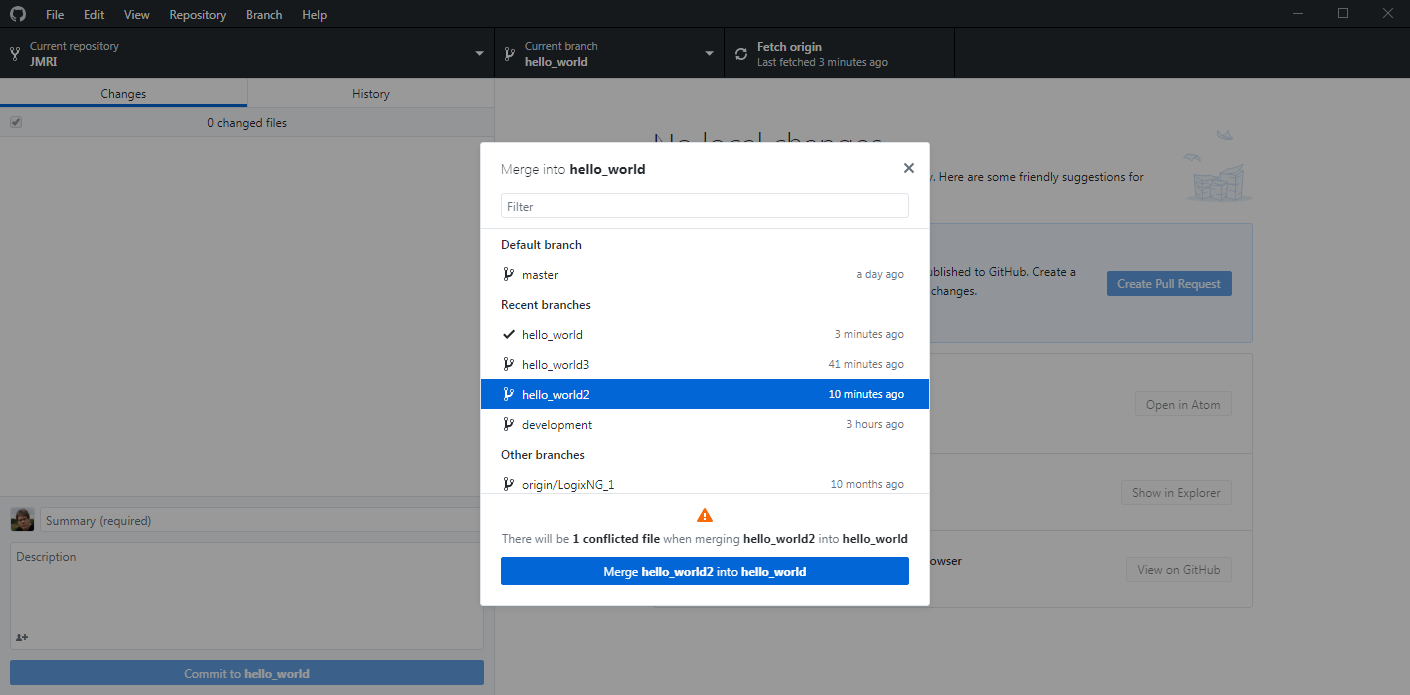 File Edit View Repository Branch Help
Current repository
JMRI
Current branch
hello_world
Fetch origin
Last fetched 3 minutes ago
Changes
History
0 changed files
Merge into hello_world
Filter
Default branch
master a day ago
Recent branches
hello_world 3 minutes ago
hello_world3 41 minutes ago
hello_world2 10 minutes ago
development 3 hours ago
Other branches
origin/LogixNG_1 10 months ago
There will be 1 conflicted file when merging hello_world2 into hello_world
Merge hello_world2 into hello_world
No local changes
. Here are some friendly suggestions for
ublished to GitHub. Create a
changes.
Create Pull Request
Open in Atom
Show in Explorer
owser
View on GitHub
Summary (required)
Description
Commit to hello_world